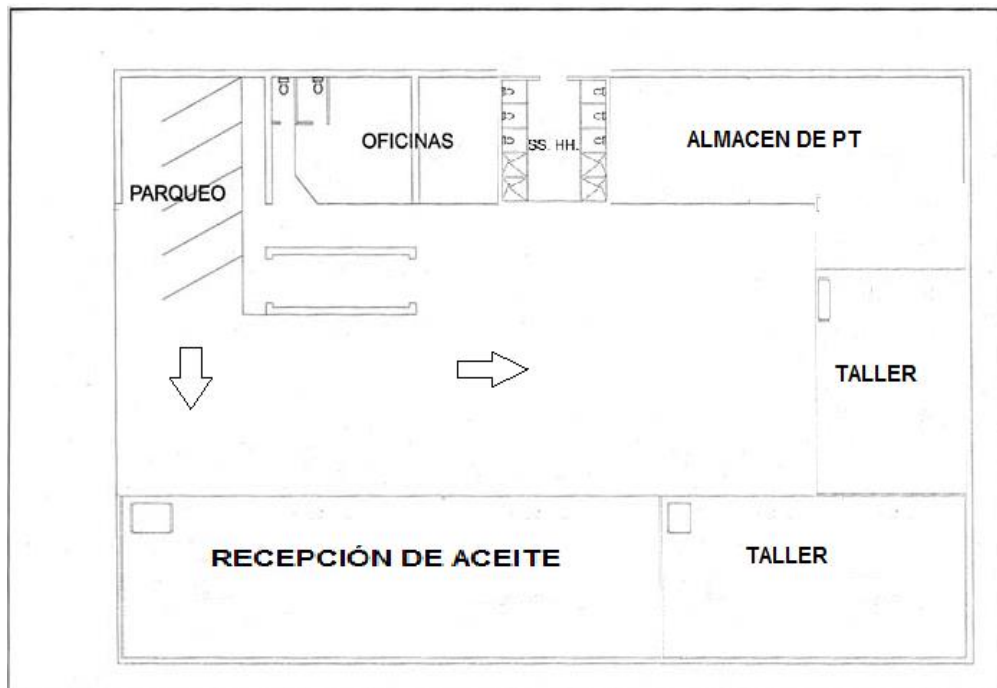 OFICINAS
SS. HH.
ALMACEN DE PT
PARQUEO
TALLER
RECEPCIÓN DE ACEITE
TALLER